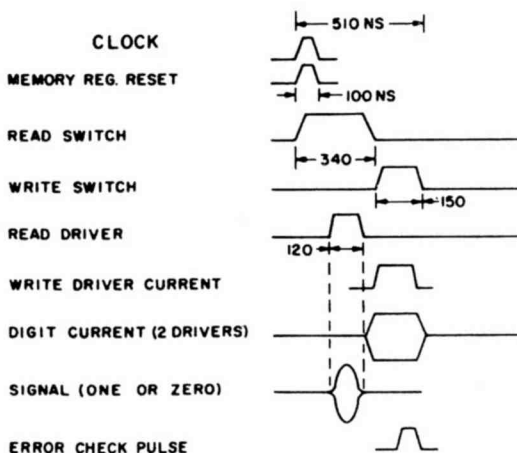 510 NS
CLOCK
MEMORY REG. RESET
100 NS
READ SWITCH
340
WRITE SWITCH
150
READ DRIVER
120
WRITE DRIVER CURRENT
DIGIT CURRENT (2 DRIVERS)
SIGNAL (ONE OR ZERO)
ERROR CHECK PULSE